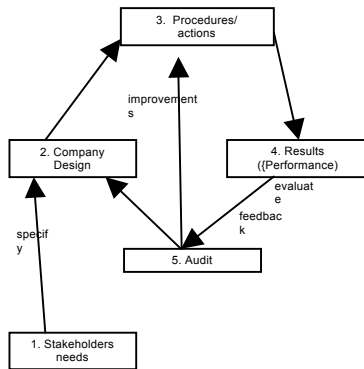 3. Procedures/
actions
improvement
s
2. Company
Design
4. Results
({Performance)
evaluat
e
feedbac
k
specif
y
5. Audit
1. Stakeholders
needs